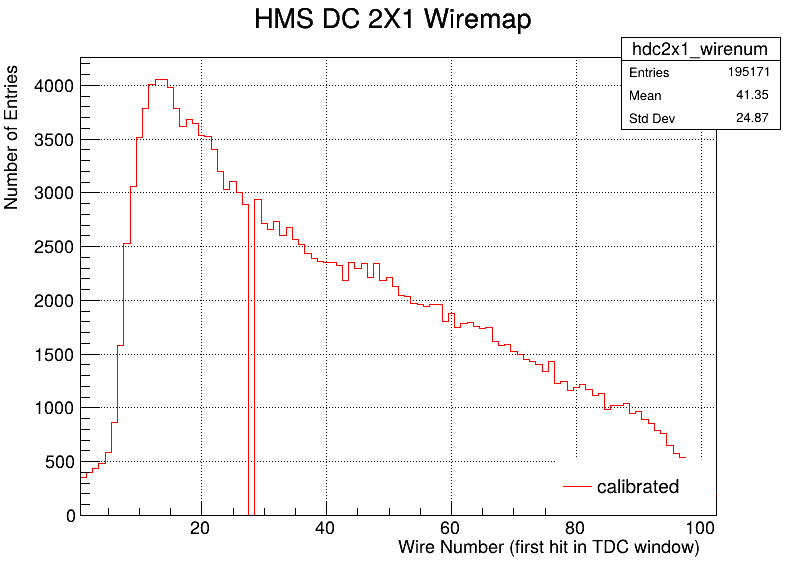 HMS DC 2X1 Wiremap
hdc2x1_wirenum
Entries 195171
Mean 41.35
Std Dev 24.87
Number of Entries
4000
3500
3000
2500
2000
1500
1000
500
0
calibrated
20 40 60 80 100
Wire Number (first hit in TDC window)